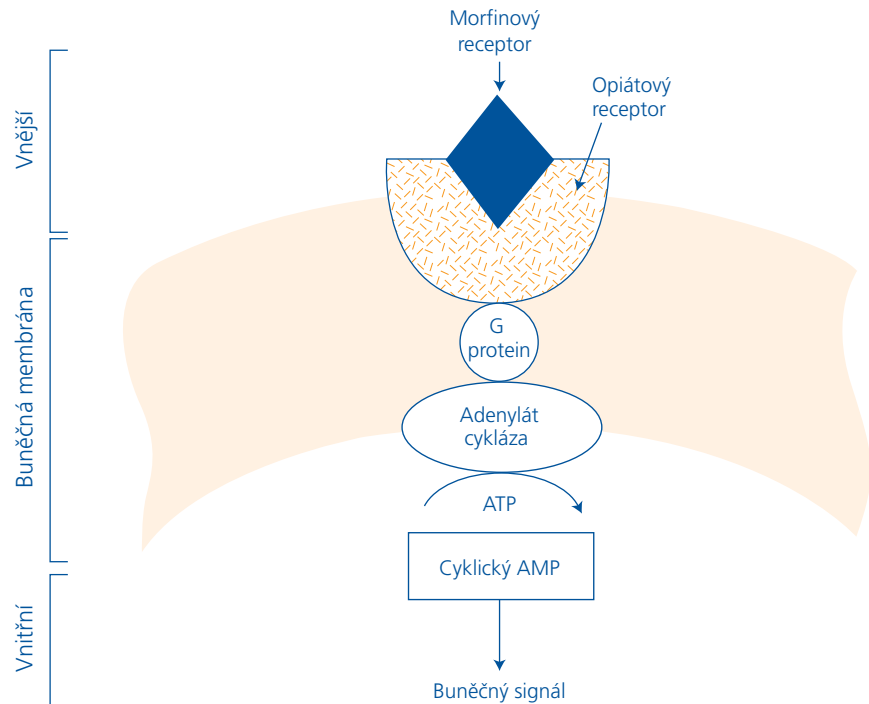 Morfinový
receptor
Opiátový
receptor
Vnější
Buněčná membrána
G
protein
Adenylát
cykláza
ATP
Cyklický AMP
Vnitřní
Buněčný signál